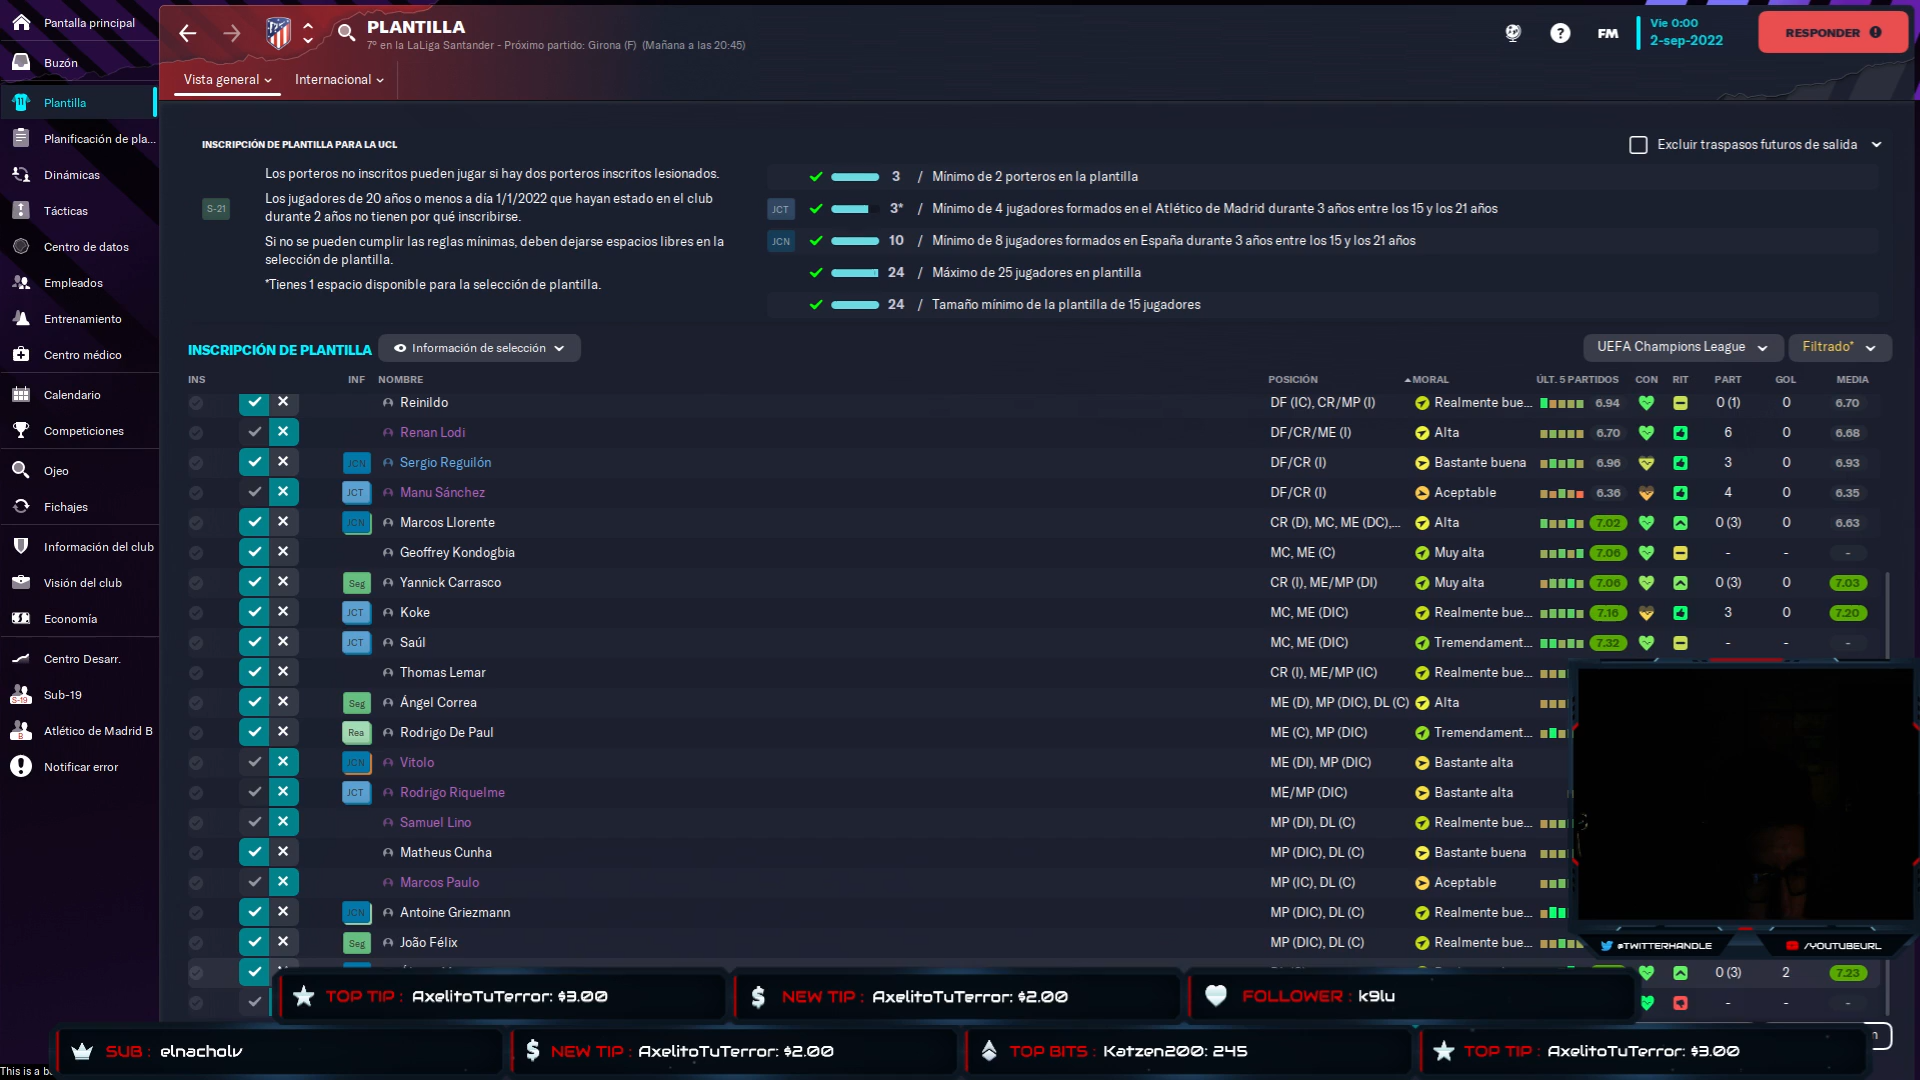 Pantalla principal
Buzón
Plantilla
Planificación de pla...
Dinámicas
Tácticas
Centro de datos
Empleados
Entrenamiento
Centro médico
Calendario
Competiciones
Ojeo
Fichajes
Información del club
Visión del club
Economía
Centro Desarr.
Sub-19
Atlético de Madrid B
Notificar error
PLANTILLA
7º en la LaLiga Santander - Próximo partido: Girona (F) (Mañana a las 20:45)
FM
Vie 0:00
2-sep-2022
RESPONDER
Vista general
Internacional
INSCRIPCIÓN DE PLANTILLA PARA LA UCL
Excluir traspasos futuros de salida
Los porteros no inscritos pueden jugar si hay dos porteros inscritos lesionados.
S-21
Los jugadores de 20 años o menos a día 1/1/2022 que hayan estado en el club
durante 2 años no tienen por qué inscribirse.
Si no se pueden cumplir las reglas mínimas, deben dejarse espacios libres en la
selección de plantilla.
*Tienes 1 espacio disponible para la selección de plantilla.
3 / Mínimo de 2 porteros en la plantilla
JCT 3* / Mínimo de 4 jugadores formados en el Atlético de Madrid durante 3 años entre los 15 y los 21 años
JCN 10 / Mínimo de 8 jugadores formados en España durante 3 años entre los 15 y los 21 años
24 / Máximo de 25 jugadores en plantilla
24 / Tamaño mínimo de la plantilla de 15 jugadores
INSCRIPCIÓN DE PLANTILLA
Información de selección
UEFA Champions League
Filtrado*
INS INF NOMBRE POSICIÓN MORAL ÚLT. 5 PARTIDOS CON RIT PART GOL MEDIA
Reinildo DF (IC), CR/MP (I) Realmente bue... 6.94 0 (1) 0 6.70
Renan Lodi DF/CR/ME (I) Alta 6.70 6 0 6.68
JCN Sergio Reguilón DF/CR (I) Bastante buena 6.96 3 0 6.93
JCT Manu Sánchez DF/CR (I) Aceptable 6.36 4 0 6.35
JCN Marcos Llorente CR (D), MC, ME (DC),... Alta 7.02 0 (3) 0 6.63
Geoffrey Kondogbia MC, ME (C) Muy alta 7.06 - - -
Seg Yannick Carrasco CR (I), ME/MP (DI) Muy alta 7.06 0 (3) 0 7.03
JCT Koke MC, ME (DIC) Realmente bue... 7.16 3 0 7.20
JCT Saúl MC, ME (DIC) Tremendament... 7.32 - - -
Thomas Lemar CR (I), ME/MP (IC) Realmente bue...
Seg Ángel Correa ME (D), MP (DIC), DL (C) Alta
Rea Rodrigo De Paul ME (C), MP (DIC) Tremendament...
JCN Vitolo ME (DI), MP (DIC) Bastante alta
JCT Rodrigo Riquelme ME/MP (DIC) Bastante alta
Samuel Lino MP (DI), DL (C) Realmente bue...
Matheus Cunha MP (DIC), DL (C) Bastante buena
Marcos Paulo MP (IC), DL (C) Aceptable
JCN Antoine Griezmann MP (DIC), DL (C) Realmente bue...
Seg João Félix MP (DIC), DL (C) Realmente bue...
0 (3) 2 7.23
- - -
@TWITTERHANDLE
/YOUTUBEURL
TOP TIP : AxelitoTuTerror: $3.00
NEW TIP : AxelitoTuTerror: $2.00
FOLLOWER : k9lu
SUB : elnacholv
NEW TIP : AxelitoTuTerror: $2.00
TOP BITS : Katzen200: 245
TOP TIP : AxelitoTuTerror: $3.00
This is a b